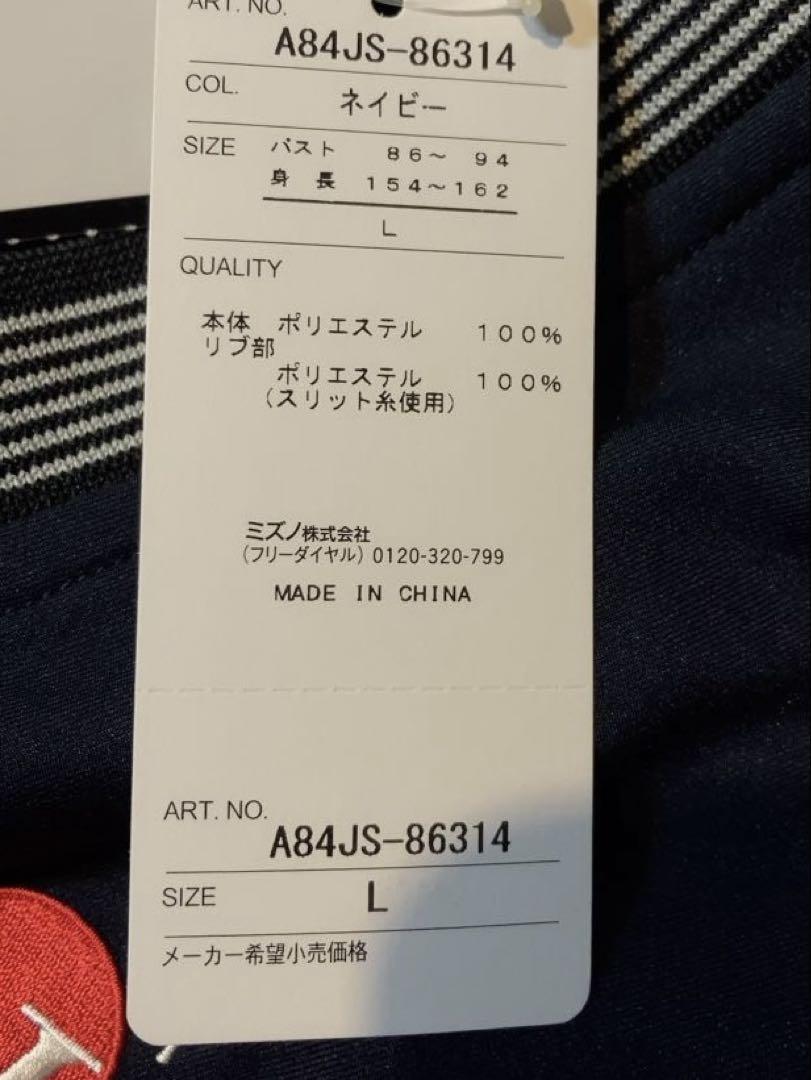 ART. NO.
A84JS-86314
COL.
ネイビー
SIZE バスト 86～ 94
身 長 154～162
L
QUALITY
本体 ポリエステル 100%
リブ部
ポリエステル 100%
(スリット糸使用)
ミズノ株式会社
(フリーダイヤル) 0120-320-799
MADE IN CHINA
ART. NO.
A84JS-86314
SIZE L
メーカー希望小売価格